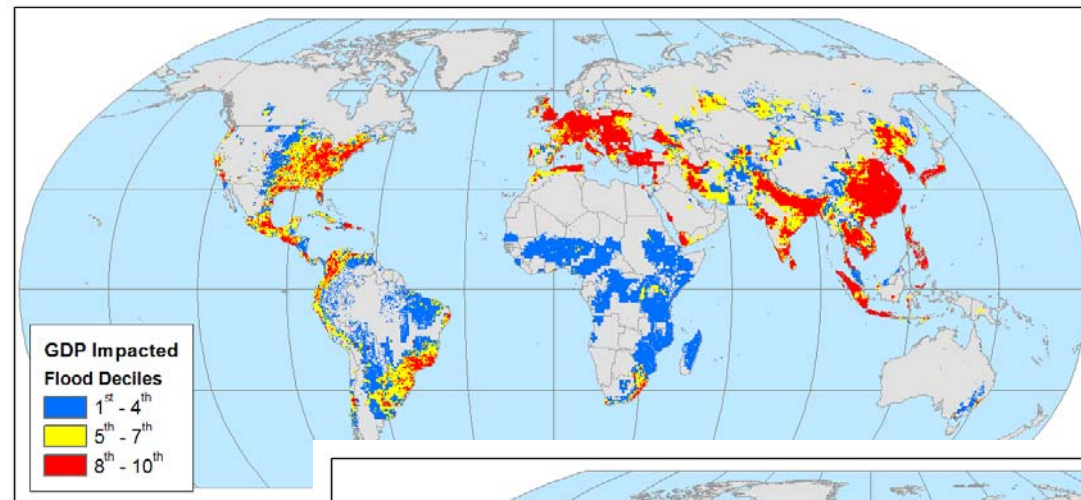 GDP Impacted
Flood Deciles
1st - 4th
5th - 7th
8th - 10th